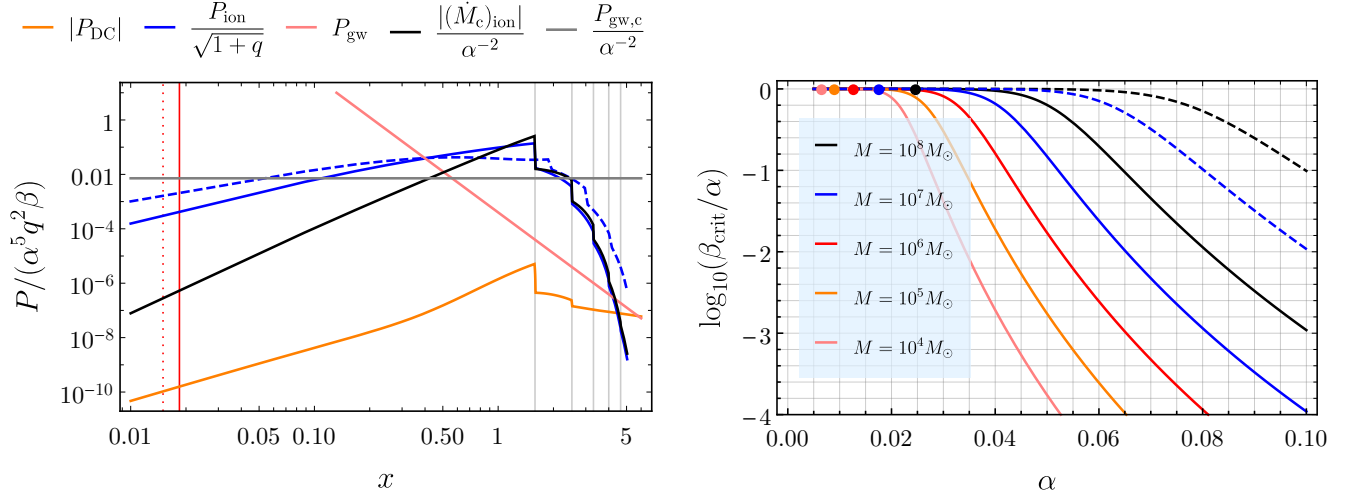 |P_DC| P_ion/√(1+q) P_gw |(Ṁ_c)_ion|/α^−2 P_gw,c/α^−2
P/(α^5 q^2 β)
1
0.01
10^−4
10^−6
10^−8
10^−10
0.01 0.05 0.10 0.50 1 5
x
log_10(β_crit/α)
0
−1
−2
−3
−4
M = 10^8 M_⊙
M = 10^7 M_⊙
M = 10^6 M_⊙
M = 10^5 M_⊙
M = 10^4 M_⊙
0.00 0.02 0.04 0.06 0.08 0.10
α